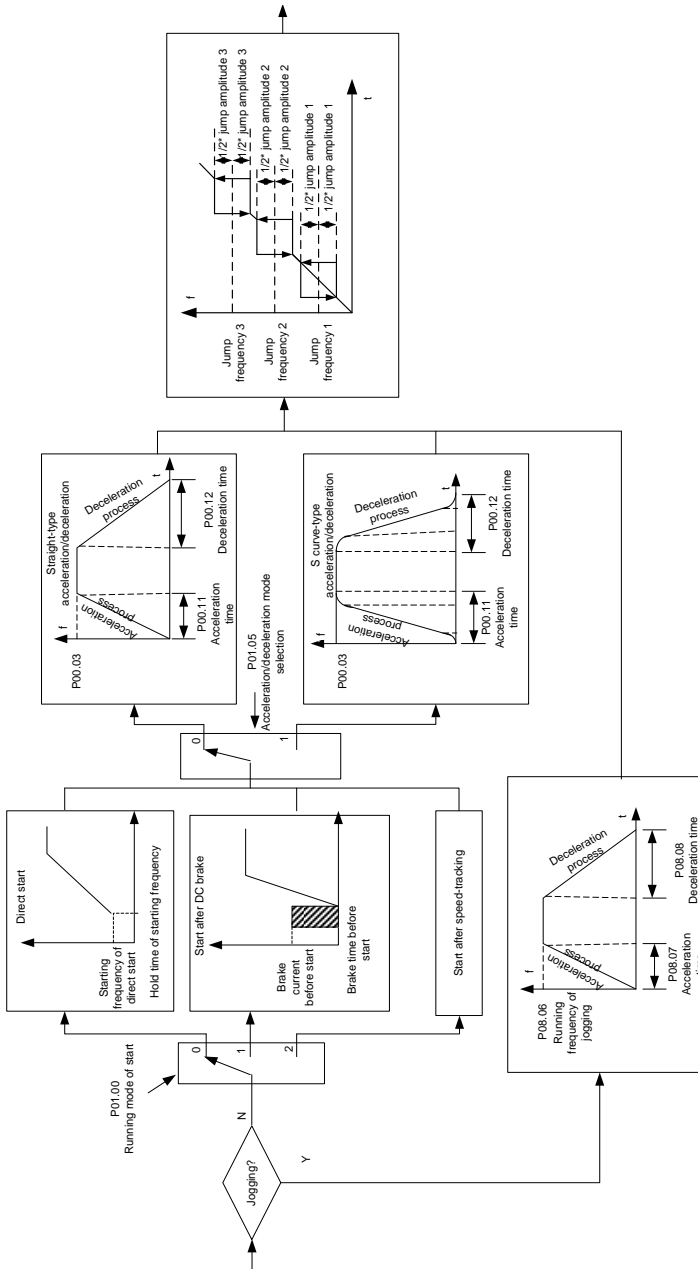 Jogging?
N
Y
P01.00
Running mode of start
0
1
2
Direct start
Starting
frequency of
direct start
Hold time of starting frequency
Start after DC brake
Brake
current
before start
Brake time before
start
Start after speed-tracking
0
1
P01.05
Acceleration/deceleration mode
selection
Straight-type
acceleration/deceleration
f
t
P00.03
Acceleration
process
Deceleration
process
P00.11
Acceleration
time
P00.12
Deceleration time
S curve-type
acceleration/deceleration
f
t
P00.03
Acceleration
process
Deceleration
process
P00.11
Acceleration
time
P00.12
Deceleration time
P08.06
Running
frequency of
jogging
f
t
Acceleration
process
Deceleration
process
P08.07
Acceleration
P08.08
Deceleration time
f
t
Jump
frequency 3
Jump
frequency 2
Jump
frequency 1
1/2* jump amplitude 3
1/2* jump amplitude 3
1/2* jump amplitude 2
1/2* jump amplitude 2
1/2* jump amplitude 1
1/2* jump amplitude 1